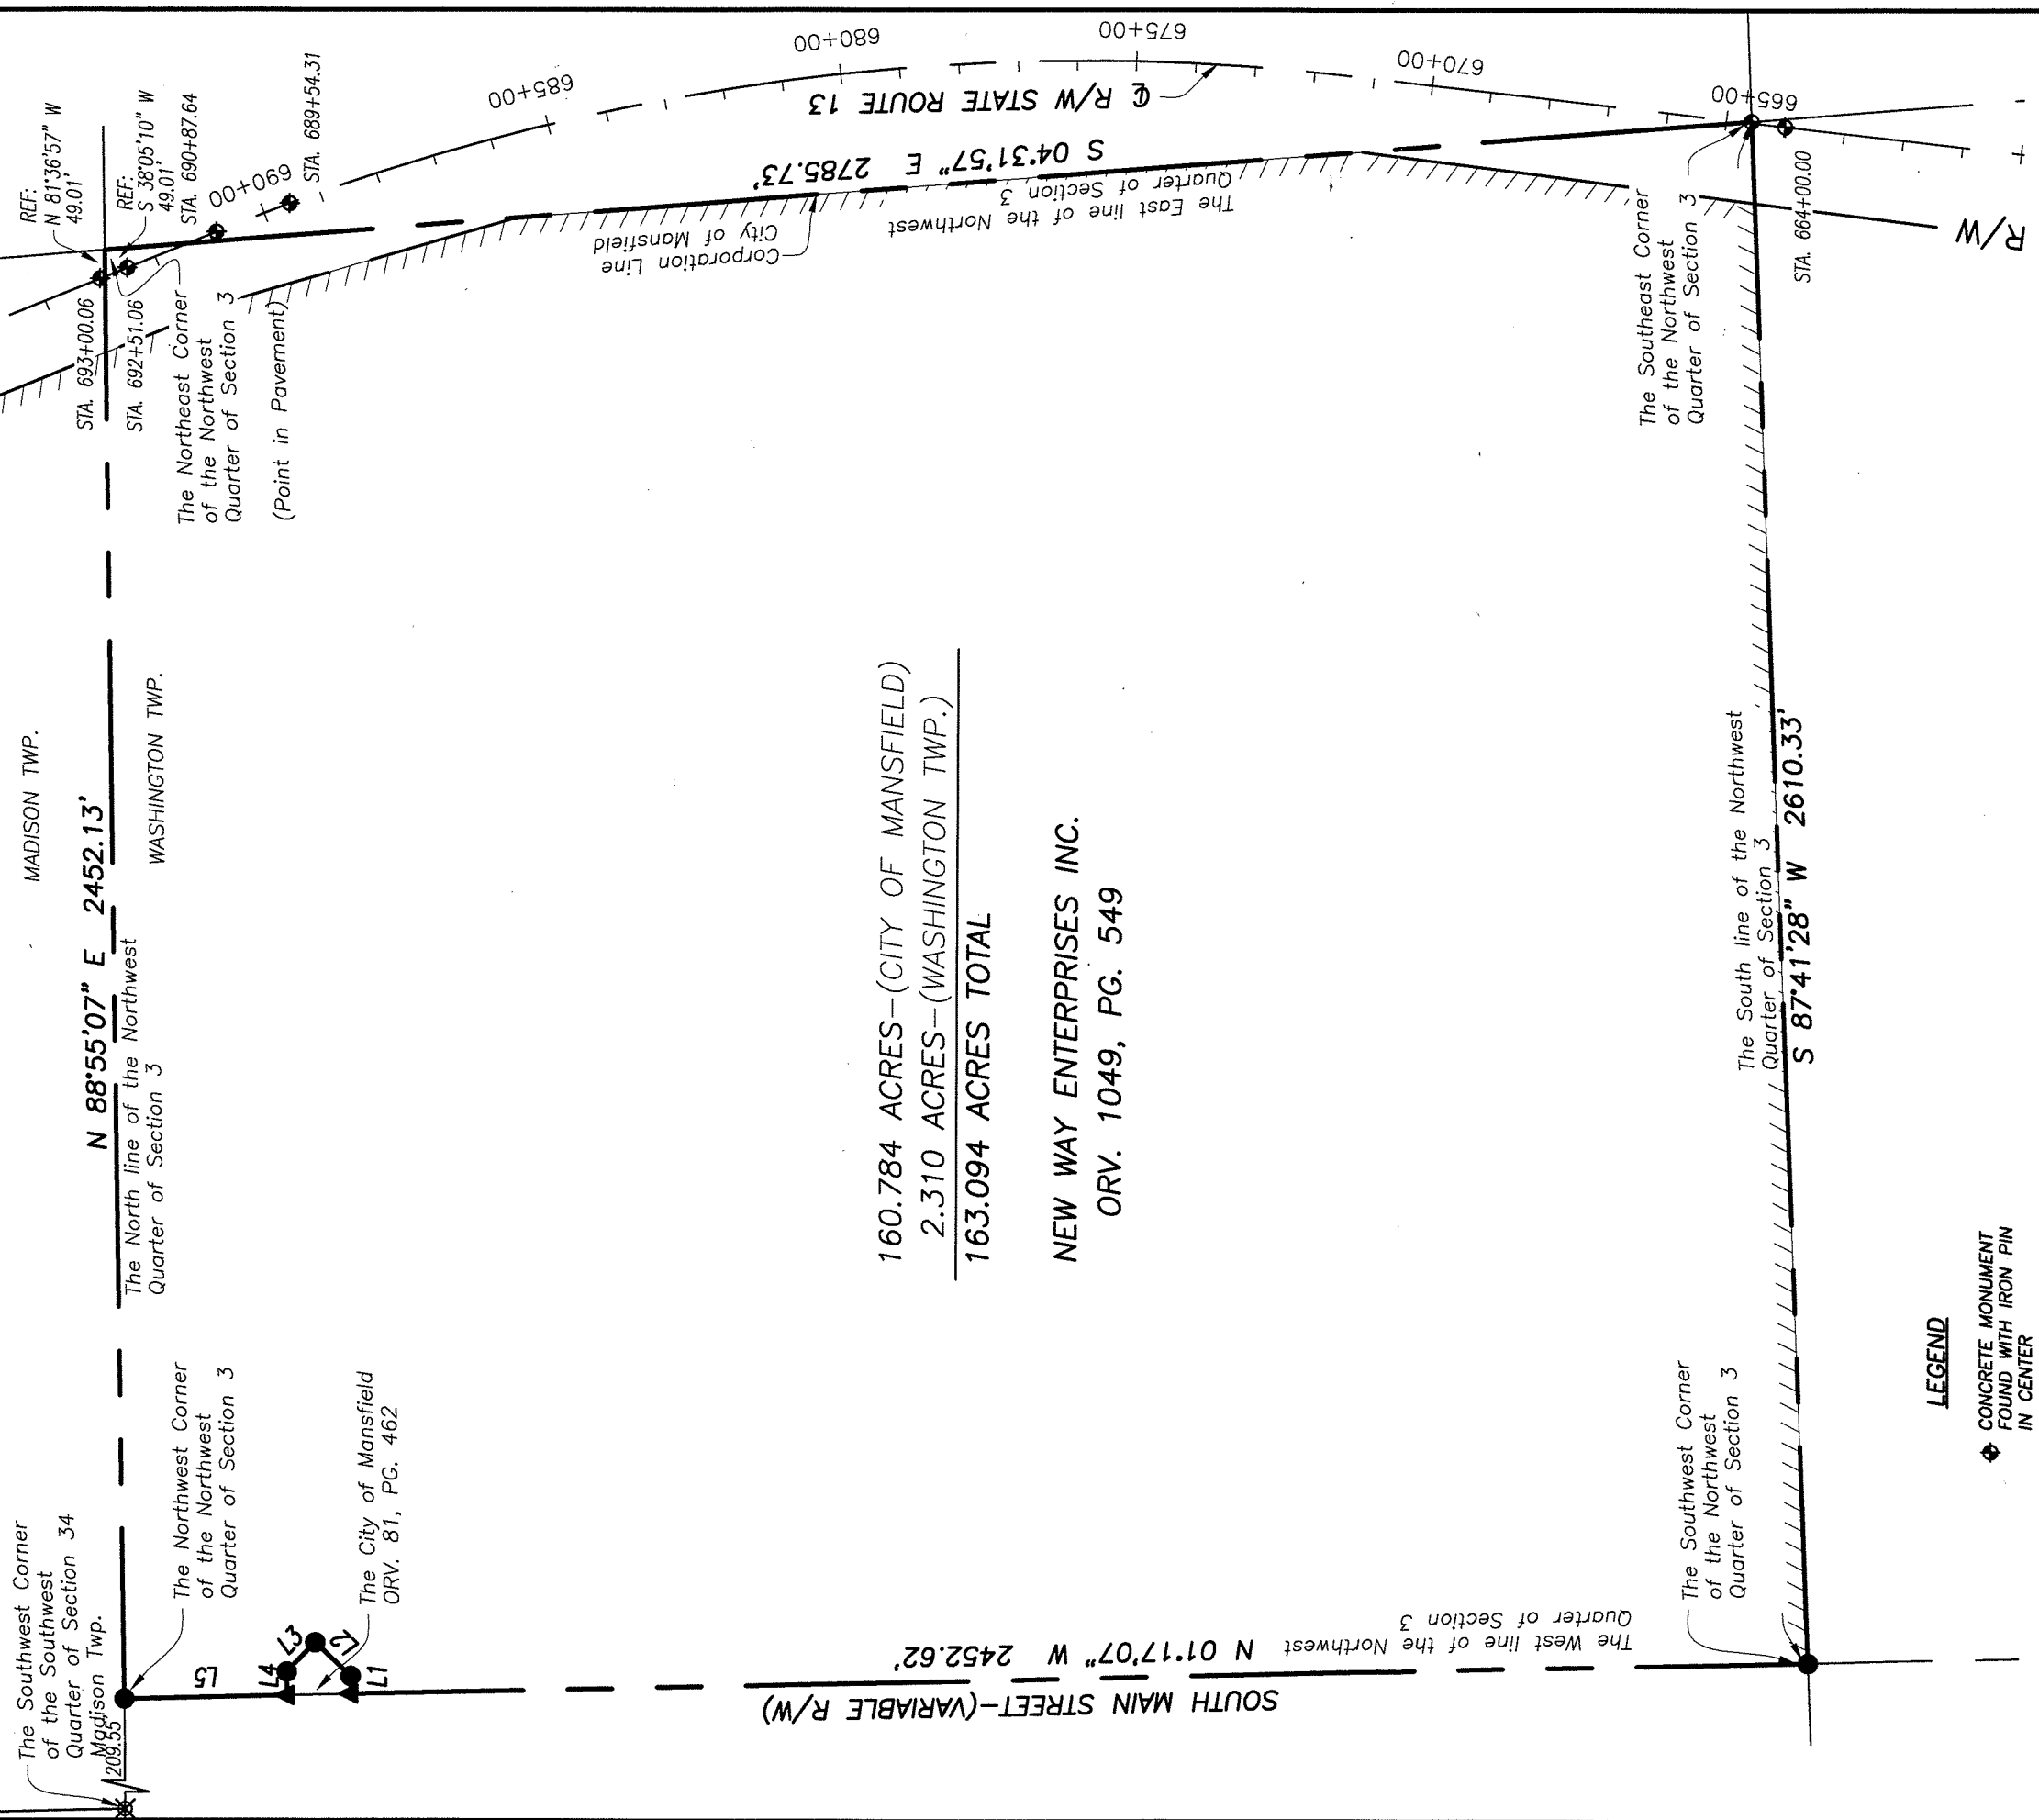 REF:
N 81°36'57" W
49.01'
REF:
S 38°05'10" W
49.01'
STA. 690+87.64
690+00
STA. 689+54.31
STA. 693+00.06
STA. 692+51.06
The Northeast Corner
of the Northwest
Quarter of Section 3
(Point in Pavement)
685+00
680+00
675+00
670+00
665+00
℄ R/W STATE ROUTE 13
S 04°31'57" E 2785.73'
The East line of the Northwest
Quarter of Section 3
Corporation Line
City of Mansfield
The Southeast Corner
of the Northwest
Quarter of Section 3
STA. 664+00.00
R/W
MADISON TWP.
N 88°55'07" E 2452.13'
WASHINGTON TWP.
The North line of the Northwest
Quarter of Section 3
160.784 ACRES-(CITY OF MANSFIELD)
2.310 ACRES-(WASHINGTON TWP.)
163.094 ACRES TOTAL
NEW WAY ENTERPRISES INC.
ORV. 1049, PG. 549
The South line of the Northwest
Quarter of Section 3
S 87°41'28" W 2610.33'
The Southwest Corner
of the Southwest
Quarter of Section 34
Madison Twp.
209.55'
The Northwest Corner
of the Northwest
Quarter of Section 3
The City of Mansfield
ORV. 81, PG. 462
L5
L4
L3
L2
L1
N 01°17'07" W 2452.62'
The West line of the Northwest
Quarter of Section 3
SOUTH MAIN STREET-(VARIABLE R/W)
The Southwest Corner
of the Northwest
Quarter of Section 3
LEGEND
CONCRETE MONUMENT
FOUND WITH IRON PIN
IN CENTER